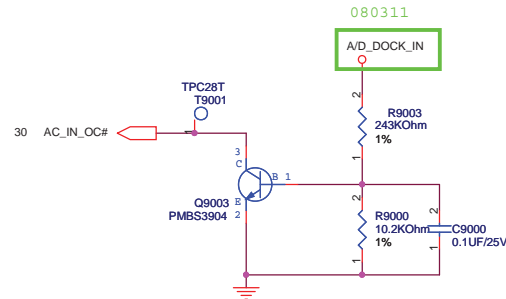 080311
A/D_DOCK_IN
TPC28T
T9001
2
R9003
243KOhm
1%
1
30 AC_IN_OC#
3
C
B 1
E
2
Q9003
PMBS3904
2
R9000
10.2KOhm
1%
1
2
C9000
0.1UF/25V
1